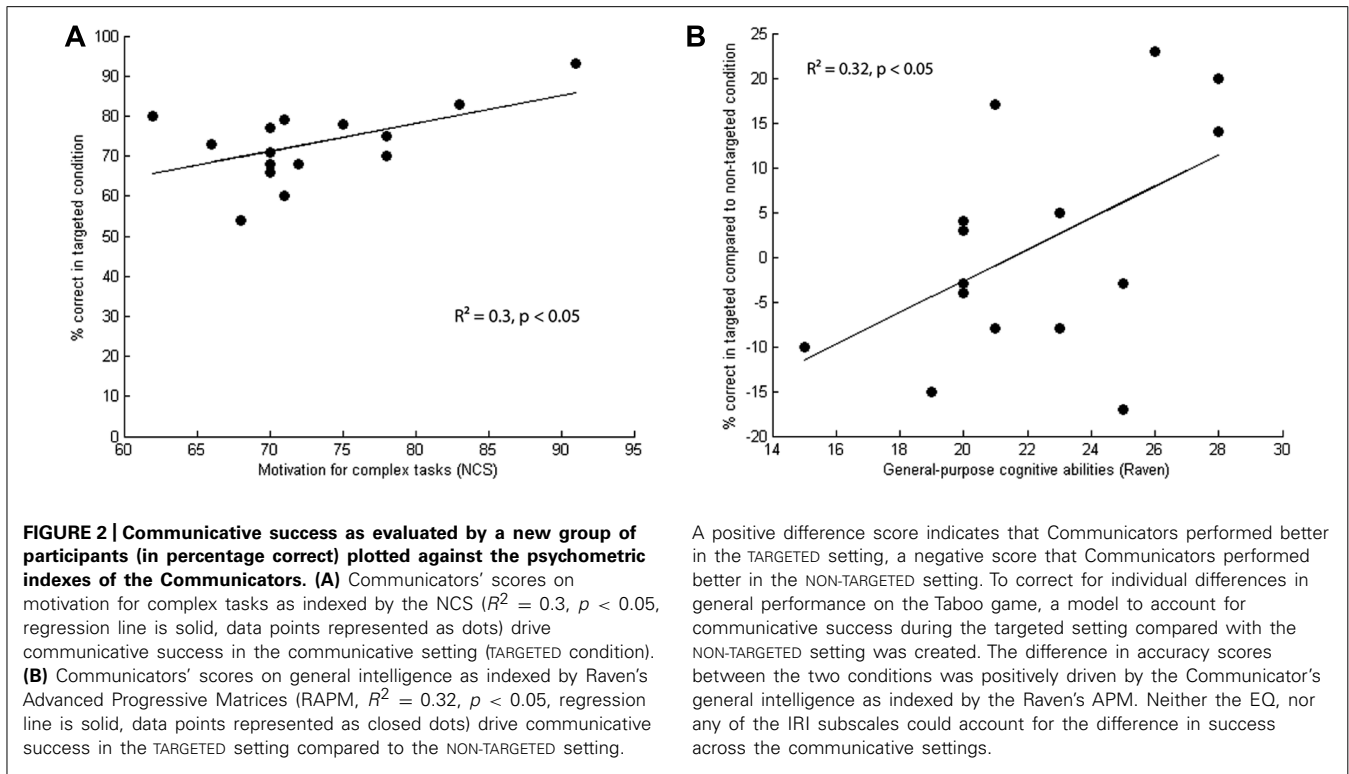 A
100
90
80
70
60
50
40
30
20
10
0
% correct in targeted condition
R² = 0.3, p < 0.05
60 65 70 75 80 85 90 95
Motivation for complex tasks (NCS)
B
25
20
15
10
5
0
-5
-10
-15
-20
% correct in targeted compared to non-targeted condition
R² = 0.32, p < 0.05
14 16 18 20 22 24 26 28 30
General-purpose cognitive abilities (Raven)
FIGURE 2 | Communicative success as evaluated by a new group of
participants (in percentage correct) plotted against the psychometric
indexes of the Communicators. (A) Communicators' scores on
motivation for complex tasks as indexed by the NCS (R² = 0.3, p < 0.05,
regression line is solid, data points represented as dots) drive
communicative success in the communicative setting (TARGETED condition).
(B) Communicators' scores on general intelligence as indexed by Raven's
Advanced Progressive Matrices (RAPM, R² = 0.32, p < 0.05, regression
line is solid, data points represented as closed dots) drive communicative
success in the TARGETED setting compared to the NON-TARGETED setting.
A positive difference score indicates that Communicators performed better
in the TARGETED setting, a negative score that Communicators performed
better in the NON-TARGETED setting. To correct for individual differences in
general performance on the Taboo game, a model to account for
communicative success during the targeted setting compared with the
NON-TARGETED setting was created. The difference in accuracy scores
between the two conditions was positively driven by the Communicator's
general intelligence as indexed by the Raven's APM. Neither the EQ, nor
any of the IRI subscales could account for the difference in success
across the communicative settings.